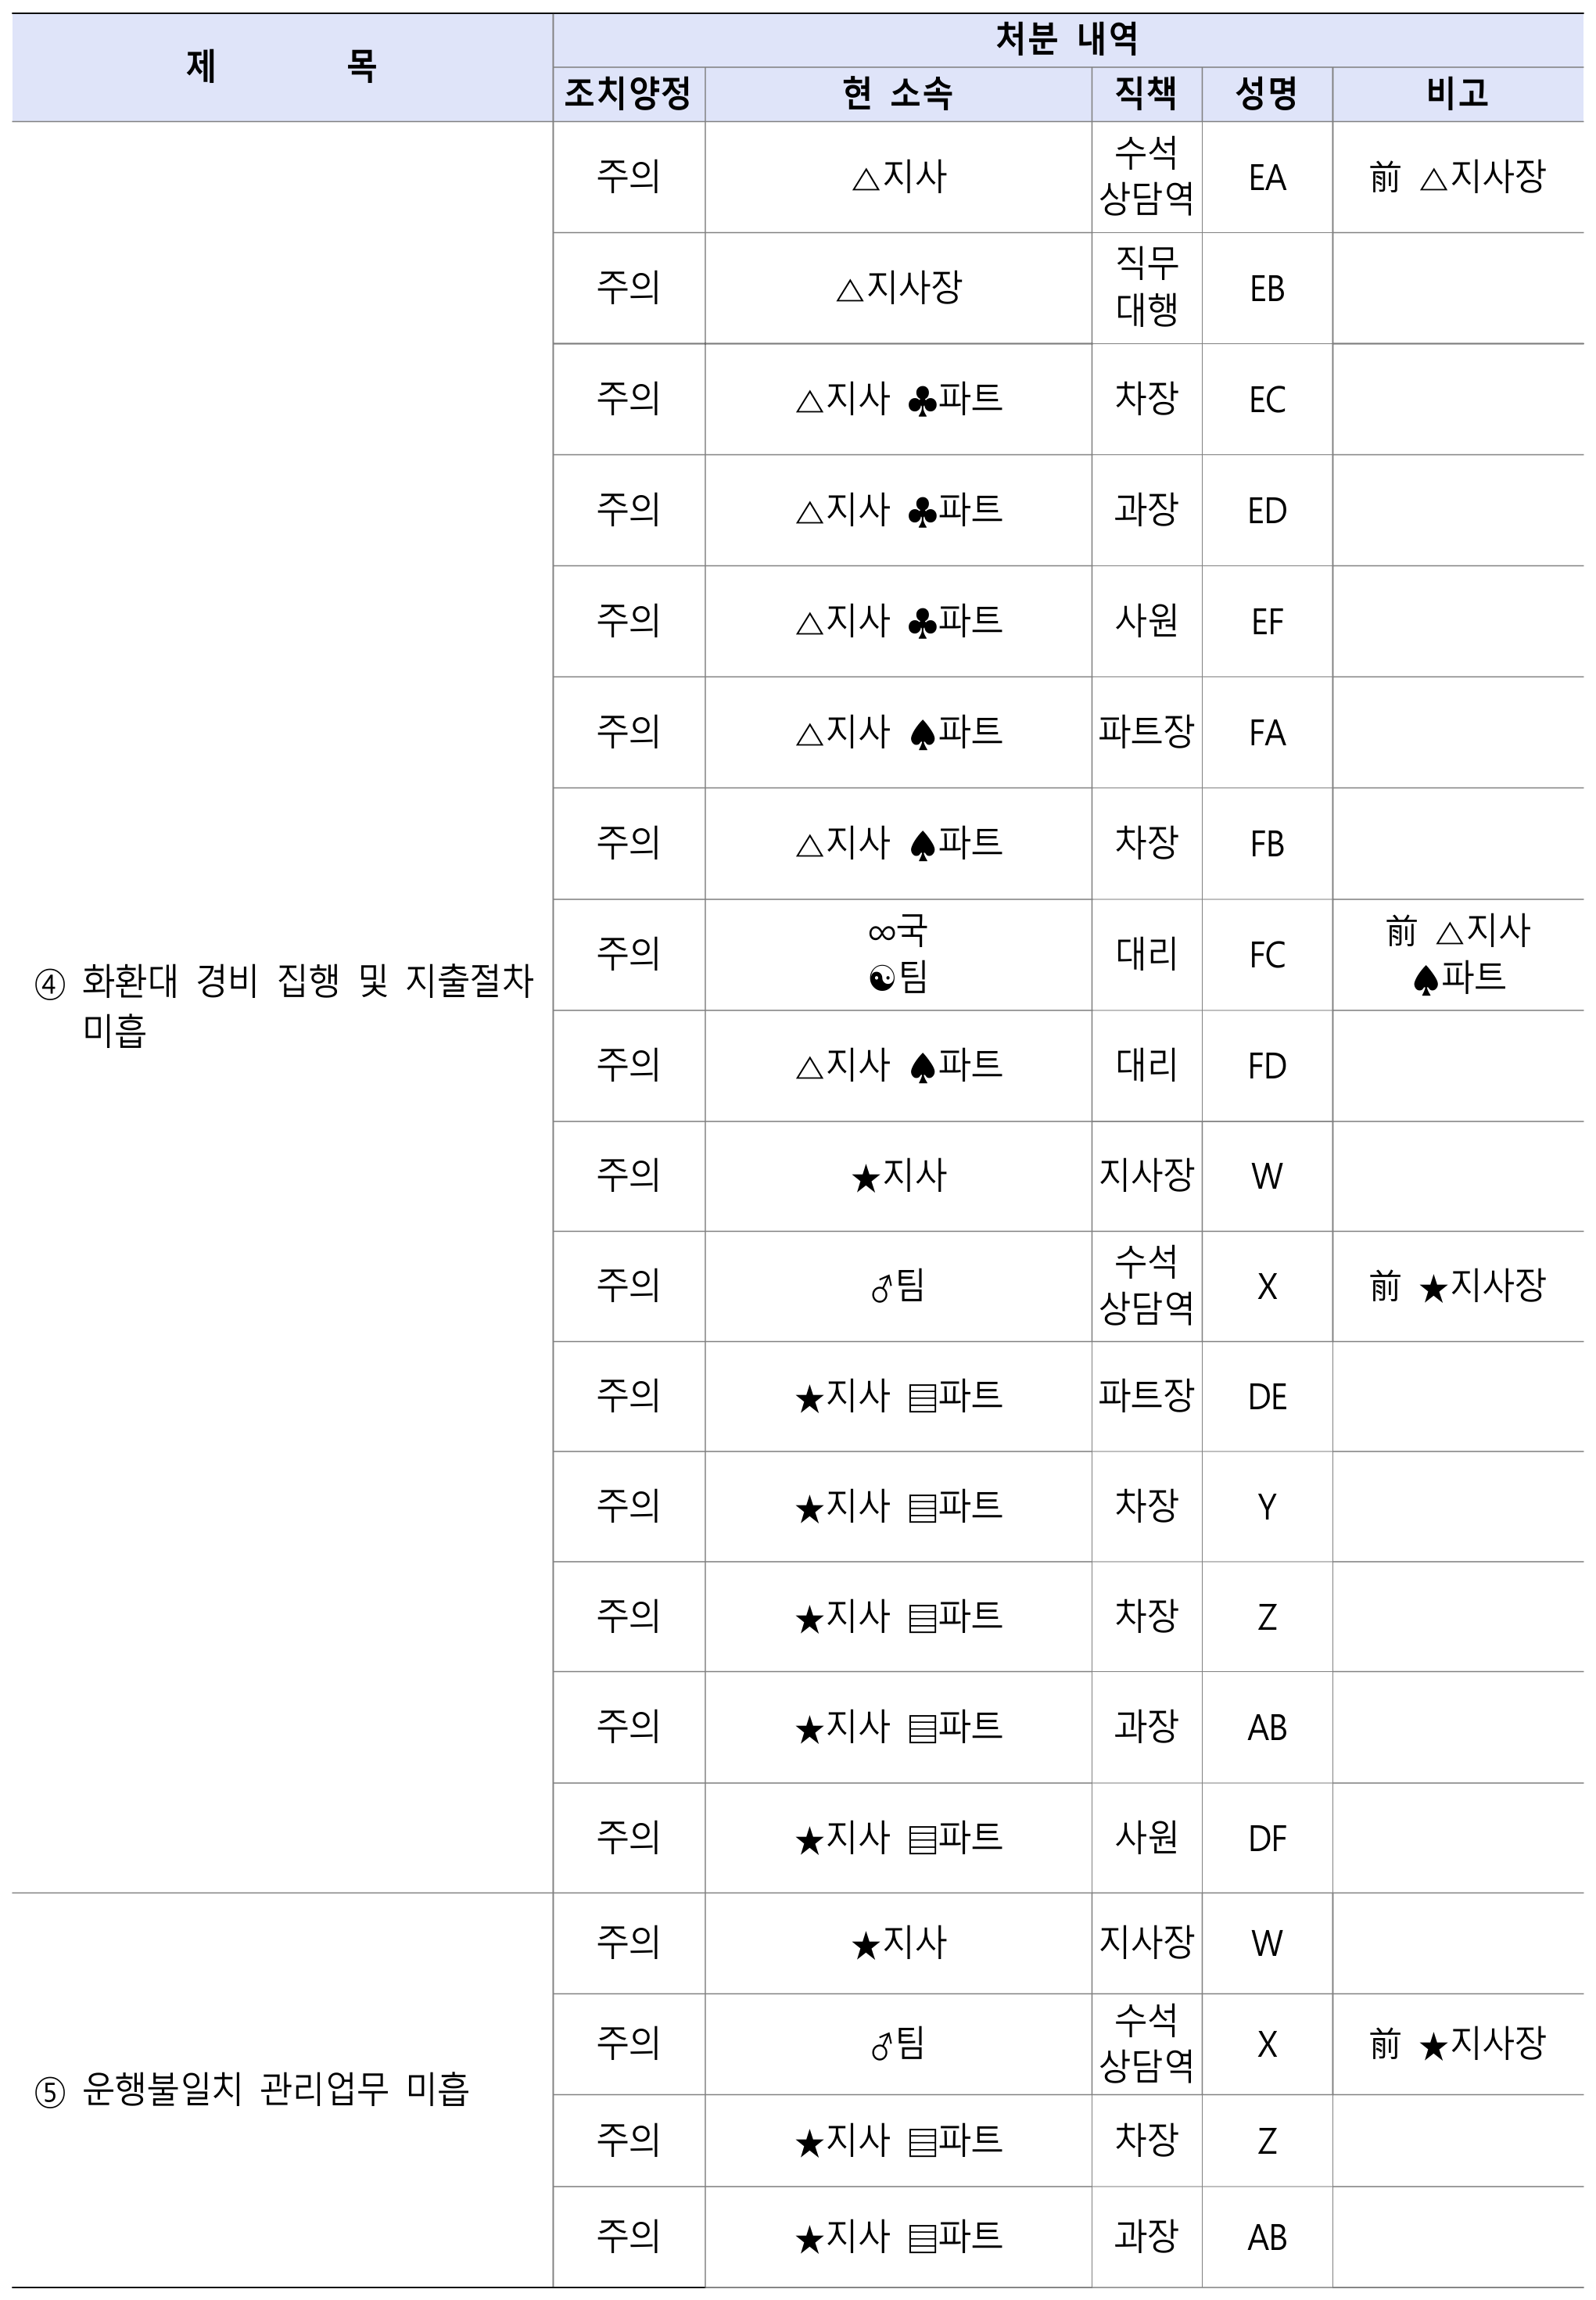 제 목
처분 내역
조치양정 현 소속 직책 성명 비고
④ 화환대 경비 집행 및 지출절차
미흡
주의 △지사 수석 상담역 EA 前 △지사장
주의 △지사장 직무 대행 EB
주의 △지사 ♣파트 차장 EC
주의 △지사 ♣파트 과장 ED
주의 △지사 ♣파트 사원 EF
주의 △지사 ♠파트 파트장 FA
주의 △지사 ♠파트 차장 FB
주의 ∞국 ☯팀 대리 FC 前 △지사 ♠파트
주의 △지사 ♠파트 대리 FD
주의 ★지사 지사장 W
주의 ♂팀 수석 상담역 X 前 ★지사장
주의 ★지사 ▤파트 파트장 DE
주의 ★지사 ▤파트 차장 Y
주의 ★지사 ▤파트 차장 Z
주의 ★지사 ▤파트 과장 AB
주의 ★지사 ▤파트 사원 DF
⑤ 운행불일치 관리업무 미흡
주의 ★지사 지사장 W
주의 ♂팀 수석 상담역 X 前 ★지사장
주의 ★지사 ▤파트 차장 Z
주의 ★지사 ▤파트 과장 AB